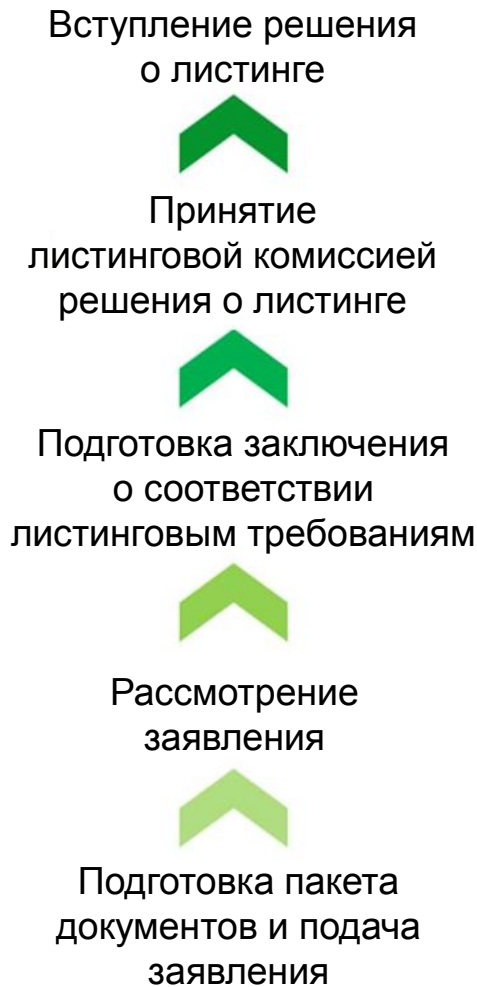 Вступление решения
о листинге
Принятие
листинговой комиссией
решения о листинге
Подготовка заключения
о соответствии
листинговым требованиям
Рассмотрение
заявления
Подготовка пакета
документов и подача
заявления